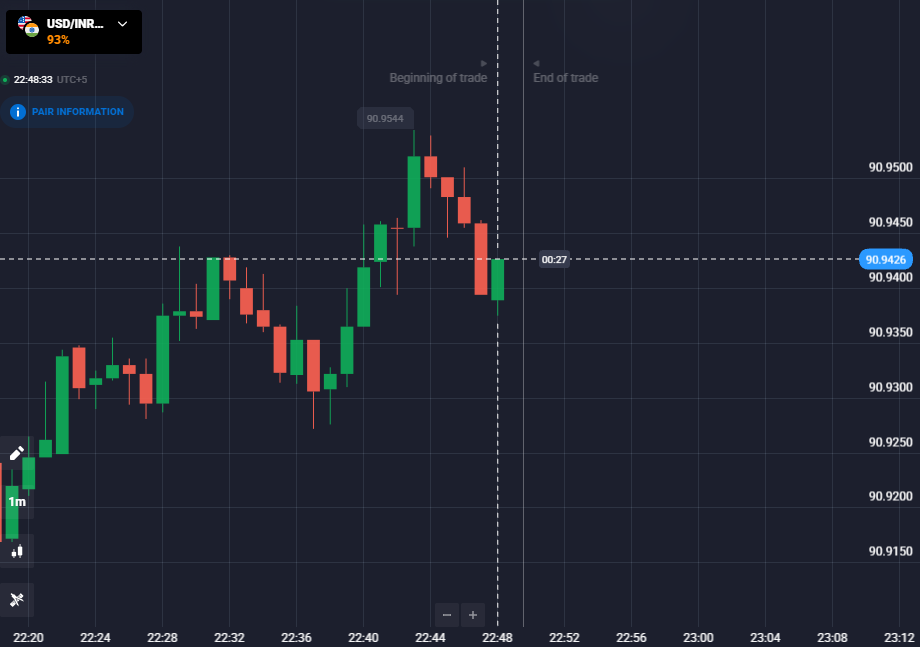 USD/INR...
93%
22:48:33 UTC+5
PAIR INFORMATION
Beginning of trade
End of trade
90.9544
90.9500
90.9450
00:27
90.9426
90.9400
90.9350
90.9300
90.9250
90.9200
1m
90.9150
22:20 22:24 22:28 22:32 22:36 22:40 22:44 22:48 22:52 22:56 23:00 23:04 23:08 23:12